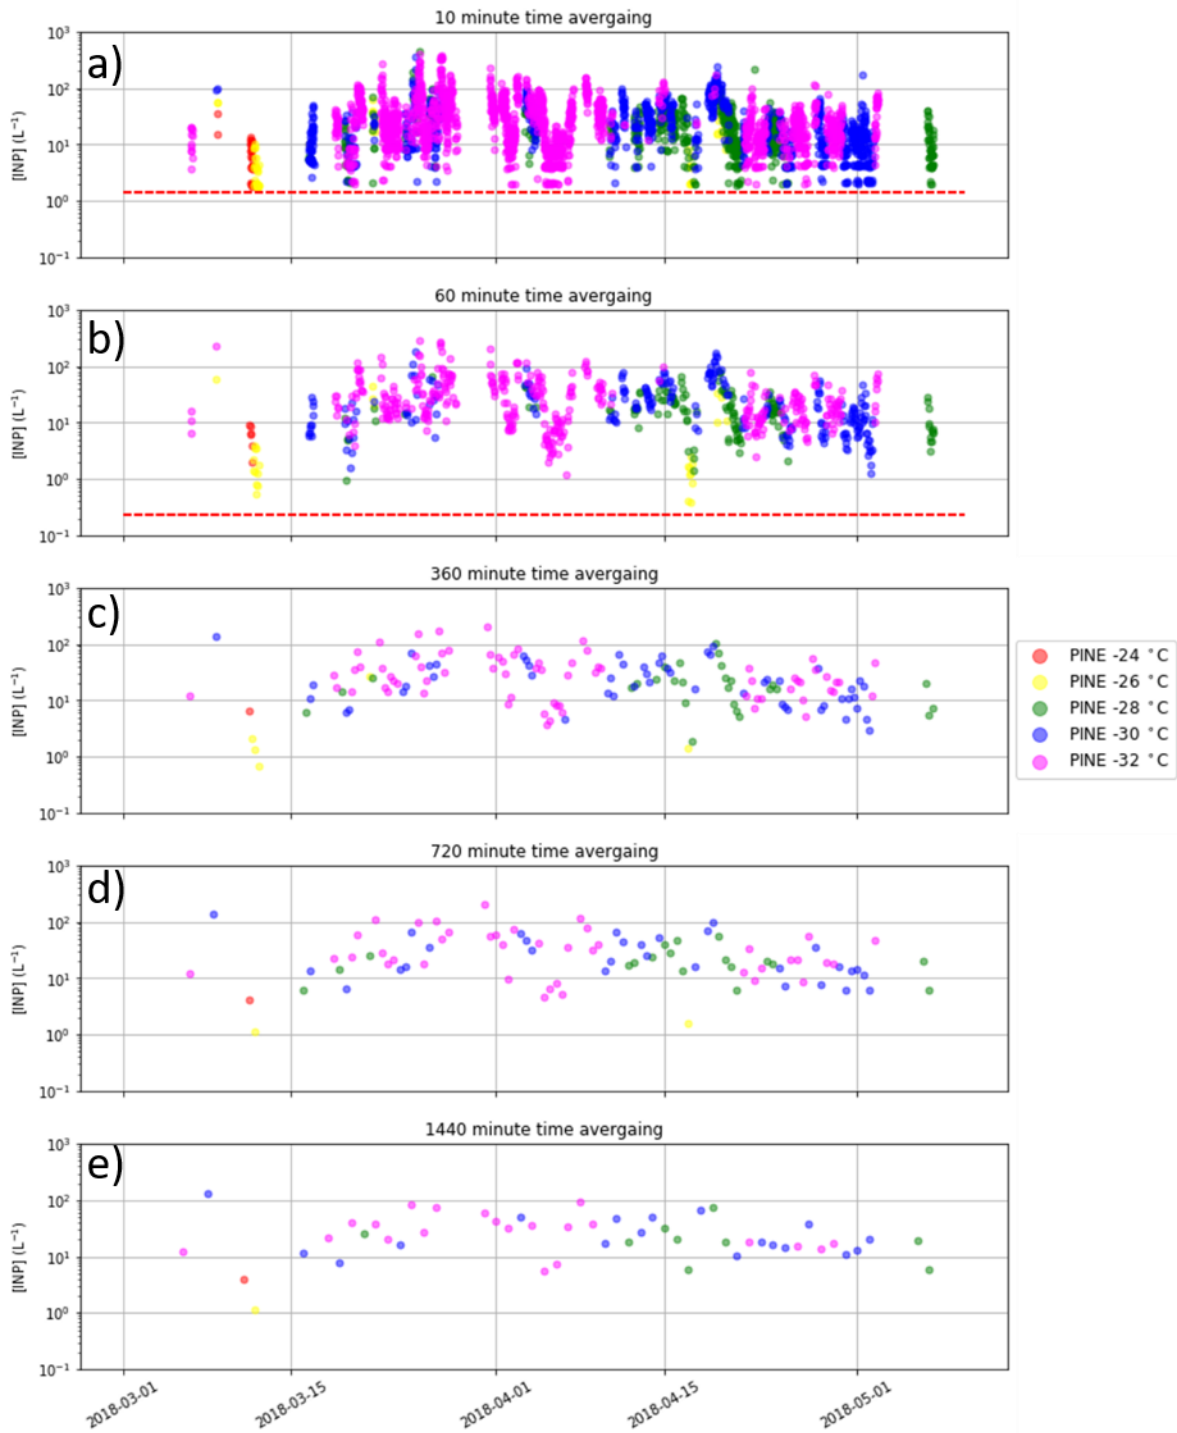 10 minute time avergaing
a)
10³
10²
10¹
10⁰
10⁻¹
[INP] (L⁻¹)
60 minute time avergaing
b)
10³
10²
10¹
10⁰
10⁻¹
[INP] (L⁻¹)
360 minute time avergaing
c)
10³
10²
10¹
10⁰
10⁻¹
[INP] (L⁻¹)
PINE -24 °C
PINE -26 °C
PINE -28 °C
PINE -30 °C
PINE -32 °C
720 minute time avergaing
d)
10³
10²
10¹
10⁰
10⁻¹
[INP] (L⁻¹)
1440 minute time avergaing
e)
10³
10²
10¹
10⁰
10⁻¹
[INP] (L⁻¹)
2018-03-01
2018-03-15
2018-04-01
2018-04-15
2018-05-01